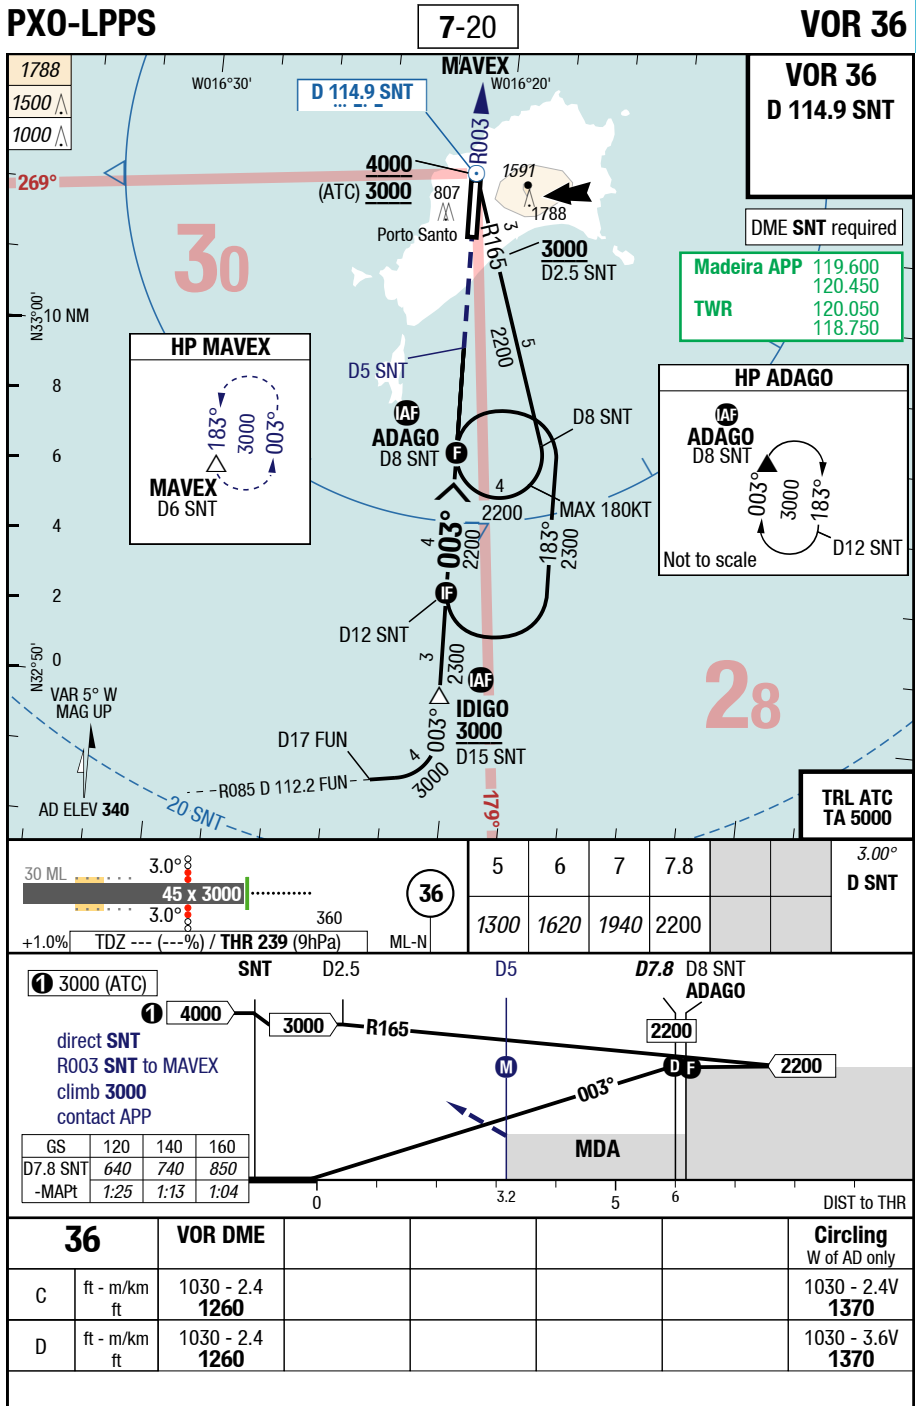 PXO-LPPS
7-20
VOR 36
1788
1500
1000
W016°30'
MAVEX
W016°20'
D 114.9 SNT
VOR 36
D 114.9 SNT
R003
269°
4000
(ATC) 3000
807
1591
1788
Porto Santo
R165
3
3000
D2.5 SNT
DME SNT required
Madeira APP 119.600
120.450
TWR 120.050
118.750
30
N33°00'
10 NM
8
6
4
2
0
N32°50'
HP MAVEX
183°
3000
003°
MAVEX
D6 SNT
D5 SNT
2200
5
IAF
ADAGO
D8 SNT
F
D8 SNT
4
2200
MAX 180KT
HP ADAGO
IAF
ADAGO
D8 SNT
003°
3000
183°
D12 SNT
Not to scale
4
003°
2200
183°
2300
IF
D12 SNT
3
2300
IAF
IDIGO
3000
D15 SNT
28
VAR 5° W
MAG UP
D17 FUN
003°
4
3000
R085 D 112.2 FUN
AD ELEV 340
20 SNT
179°
TRL ATC
TA 5000
30 ML
3.0°
45 x 3000
3.0°
360
+1.0%
TDZ --- (---%) / THR 239 (9hPa)
ML-N
36
5 6 7 7.8
3.00°
D SNT
1300 1620 1940 2200
SNT D2.5 D5 D7.8 D8 SNT
ADAGO
1 3000 (ATC)
1 4000
3000
R165
2200
direct SNT
R003 SNT to MAVEX
climb 3000
contact APP
M
D F
2200
003°
MDA
GS 120 140 160
D7.8 SNT 640 740 850
-MAPt 1:25 1:13 1:04
0 3.2 5 6 DIST to THR
36 VOR DME Circling
W of AD only
C ft - m/km 1030 - 2.4 1030 - 2.4V
ft 1260 1370
D ft - m/km 1030 - 2.4 1030 - 3.6V
ft 1260 1370